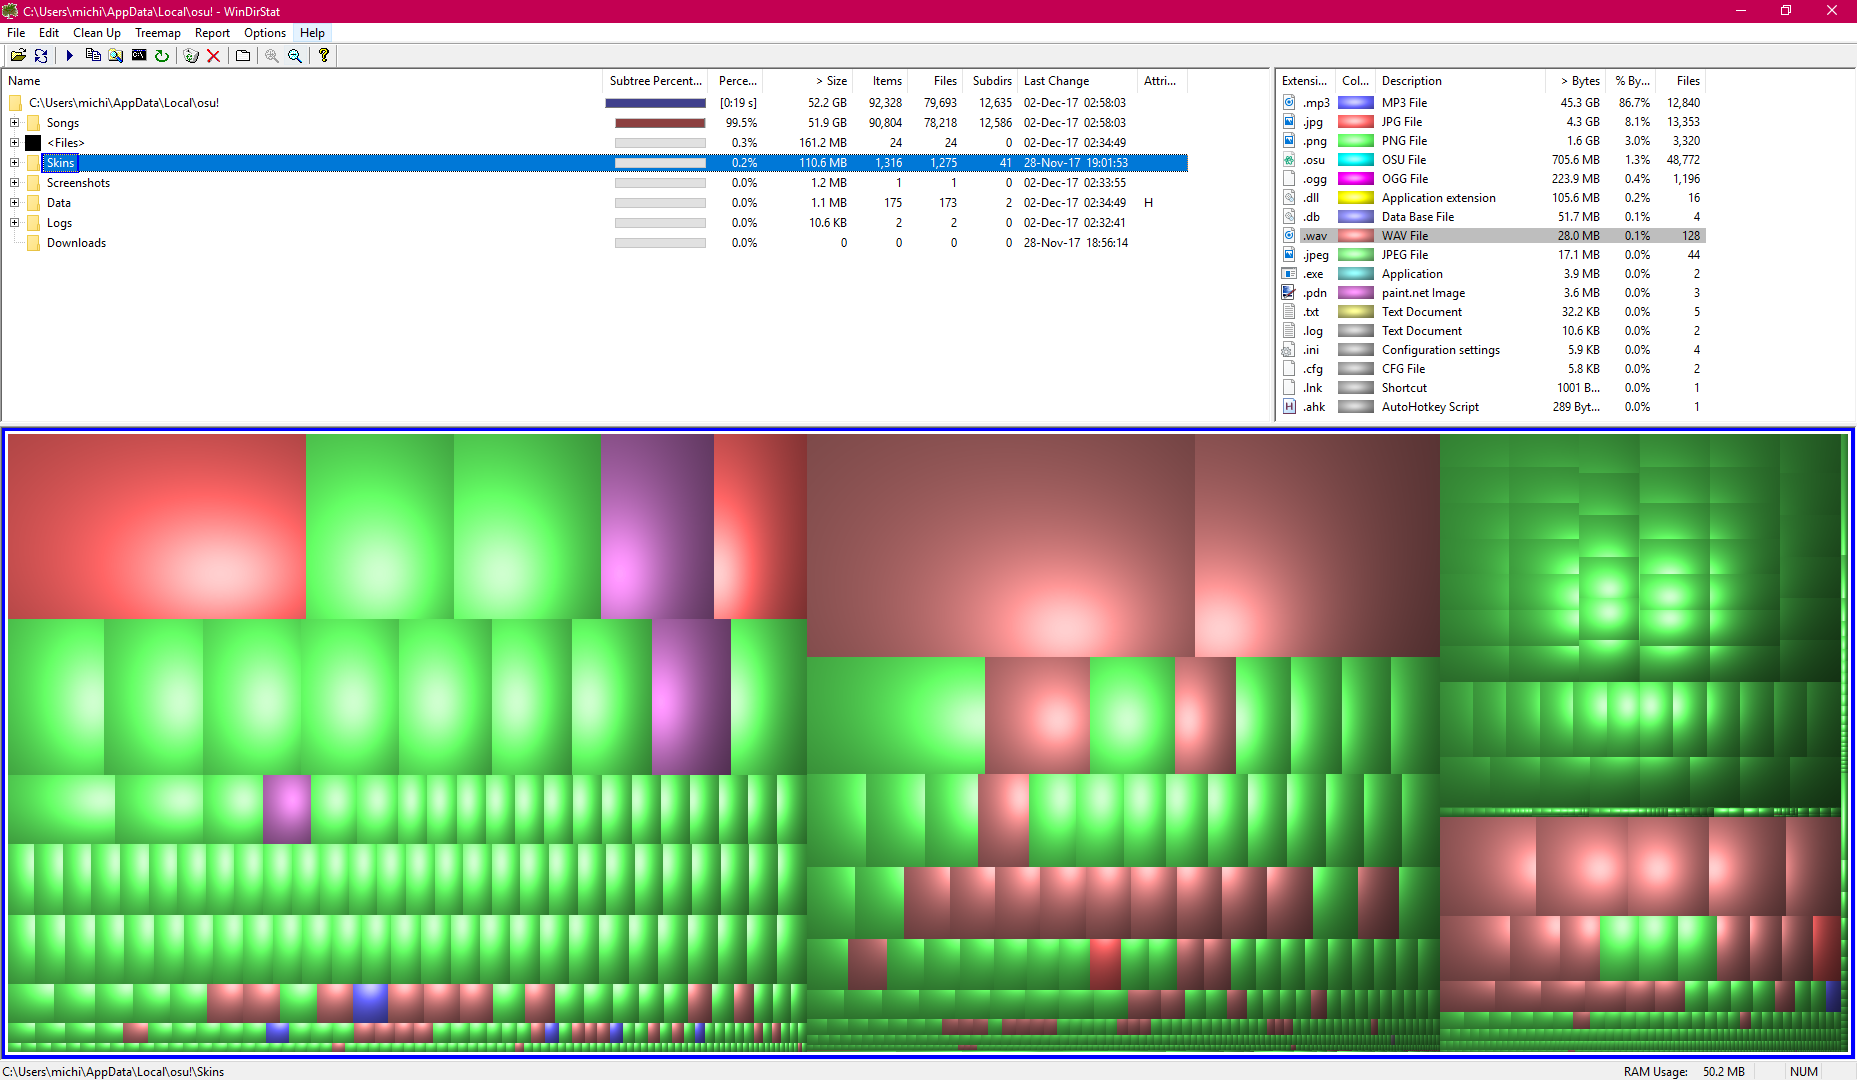 C:\Users\michi\AppData\Local\osu! - WinDirStat
File Edit Clean Up Treemap Report Options Help
Name Subtree Percent... Perce... > Size Items Files Subdirs Last Change Attri...
C:\Users\michi\AppData\Local\osu! [0:19 s] 52.2 GB 92,328 79,693 12,635 02-Dec-17 02:58:03
Songs 99.5% 51.9 GB 90,804 78,218 12,586 02-Dec-17 02:58:03
<Files> 0.3% 161.2 MB 24 24 0 02-Dec-17 02:34:49
Skins 0.2% 110.6 MB 1,316 1,275 41 28-Nov-17 19:01:53
Screenshots 0.0% 1.2 MB 1 1 0 02-Dec-17 02:33:55
Data 0.0% 1.1 MB 175 173 2 02-Dec-17 02:34:49 H
Logs 0.0% 10.6 KB 2 2 0 02-Dec-17 02:32:41
Downloads 0.0% 0 0 0 0 28-Nov-17 18:56:14
Extensi... Col... Description > Bytes % By... Files
.mp3 MP3 File 45.3 GB 86.7% 12,840
.jpg JPG File 4.3 GB 8.1% 13,353
.png PNG File 1.6 GB 3.0% 3,320
.osu OSU File 705.6 MB 1.3% 48,772
.ogg OGG File 223.9 MB 0.4% 1,196
.dll Application extension 105.6 MB 0.2% 16
.db Data Base File 51.7 MB 0.1% 4
.wav WAV File 28.0 MB 0.1% 128
.jpeg JPEG File 17.1 MB 0.0% 44
.exe Application 3.9 MB 0.0% 2
.pdn paint.net Image 3.6 MB 0.0% 3
.txt Text Document 32.2 KB 0.0% 5
.log Text Document 10.6 KB 0.0% 2
.ini Configuration settings 5.9 KB 0.0% 4
.cfg CFG File 5.8 KB 0.0% 2
.lnk Shortcut 1001 B... 0.0% 1
.ahk AutoHotkey Script 289 Byt... 0.0% 1
C:\Users\michi\AppData\Local\osu!\Skins RAM Usage: 50.2 MB NUM